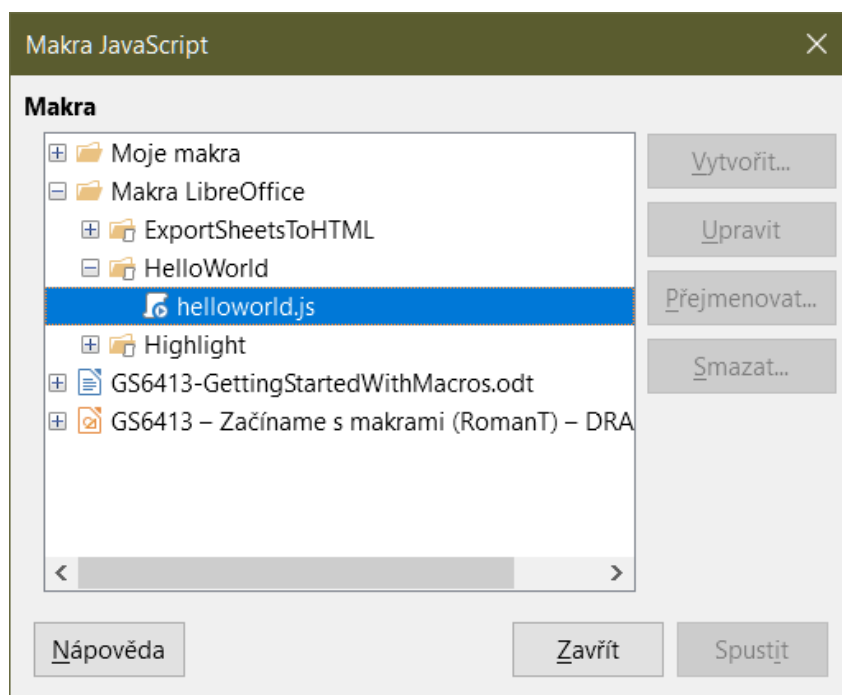 Makra JavaScript
Makra
Moje makra
Makra LibreOffice
ExportSheetsToHTML
HelloWorld
helloworld.js
Highlight
GS6413-GettingStartedWithMacros.odt
GS6413 – Začíname s makrami (RomanT) – DRA
Vytvořit...
Upravit
Přejmenovat...
Smazat...
Nápověda
Zavřít
Spustit